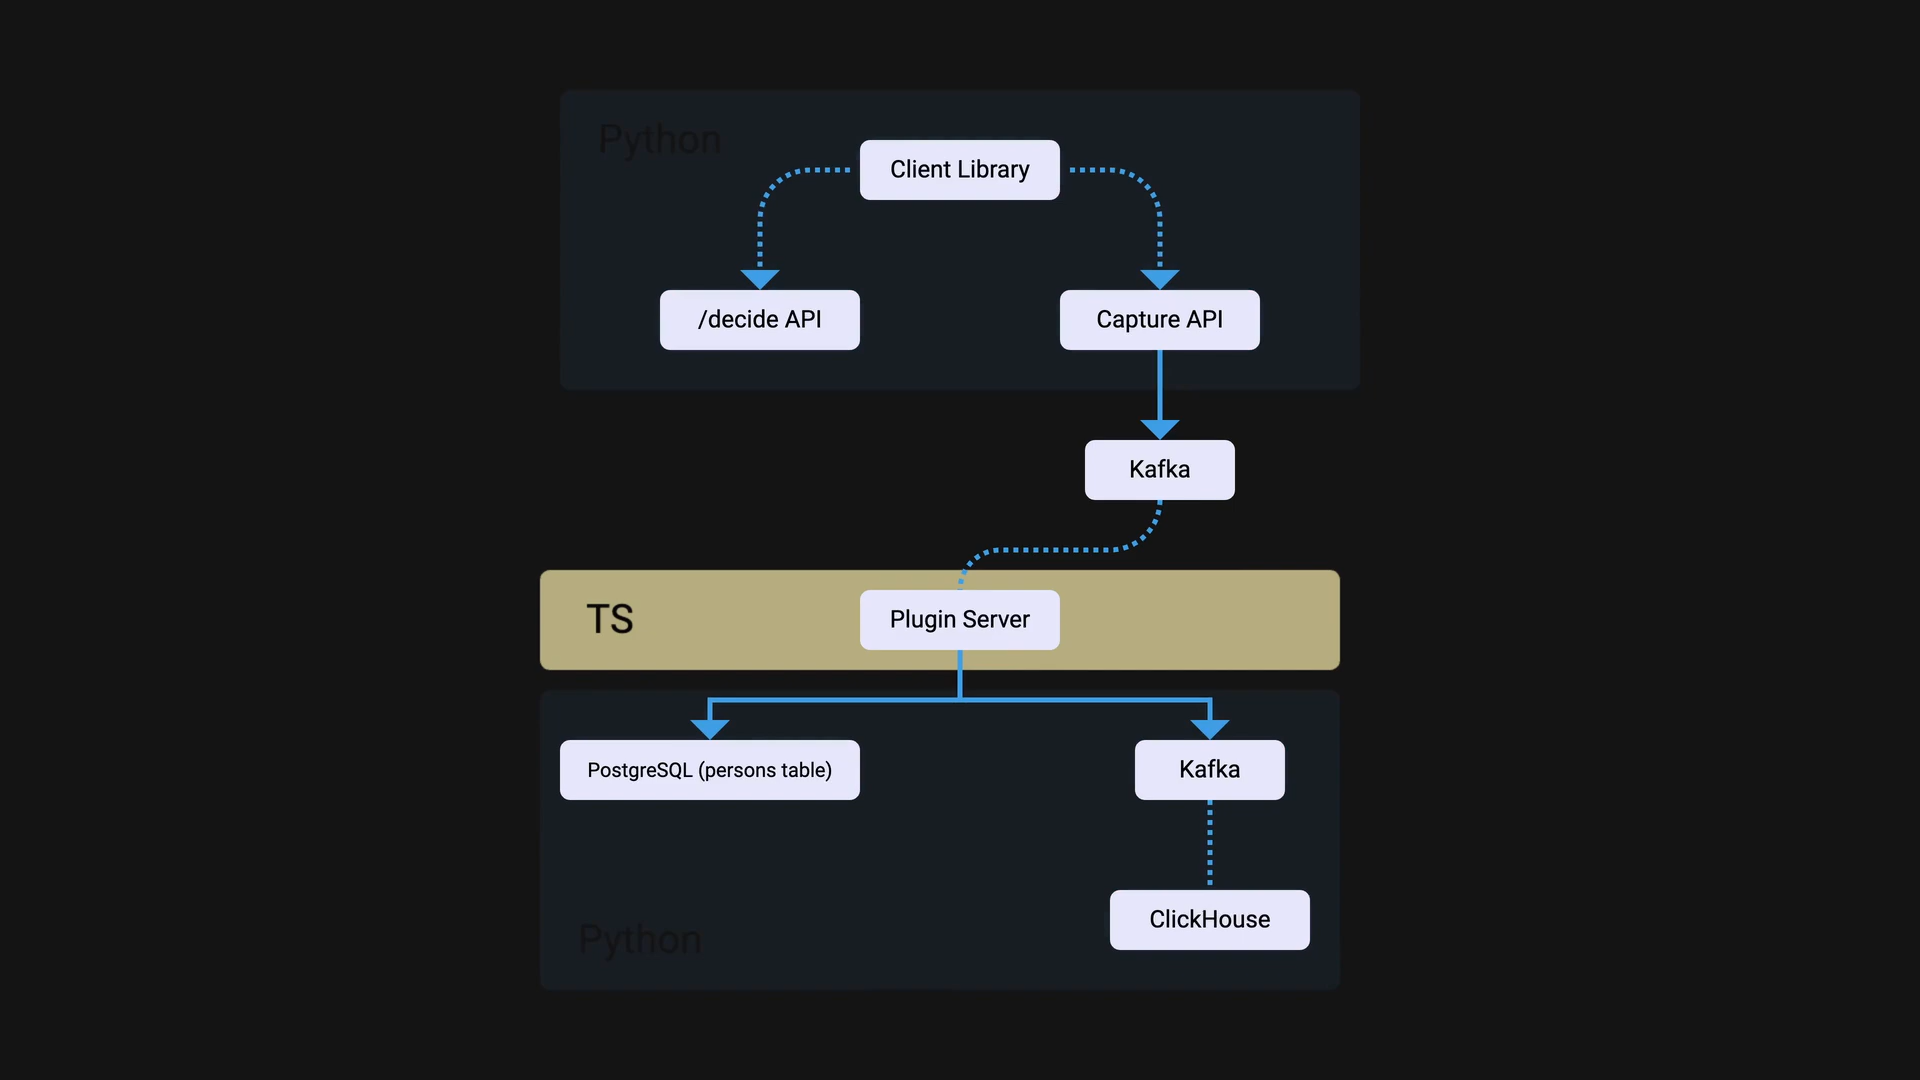 Python
Client Library
/decide API
Capture API
Kafka
TS
Plugin Server
PostgreSQL (persons table)
Kafka
ClickHouse
Python